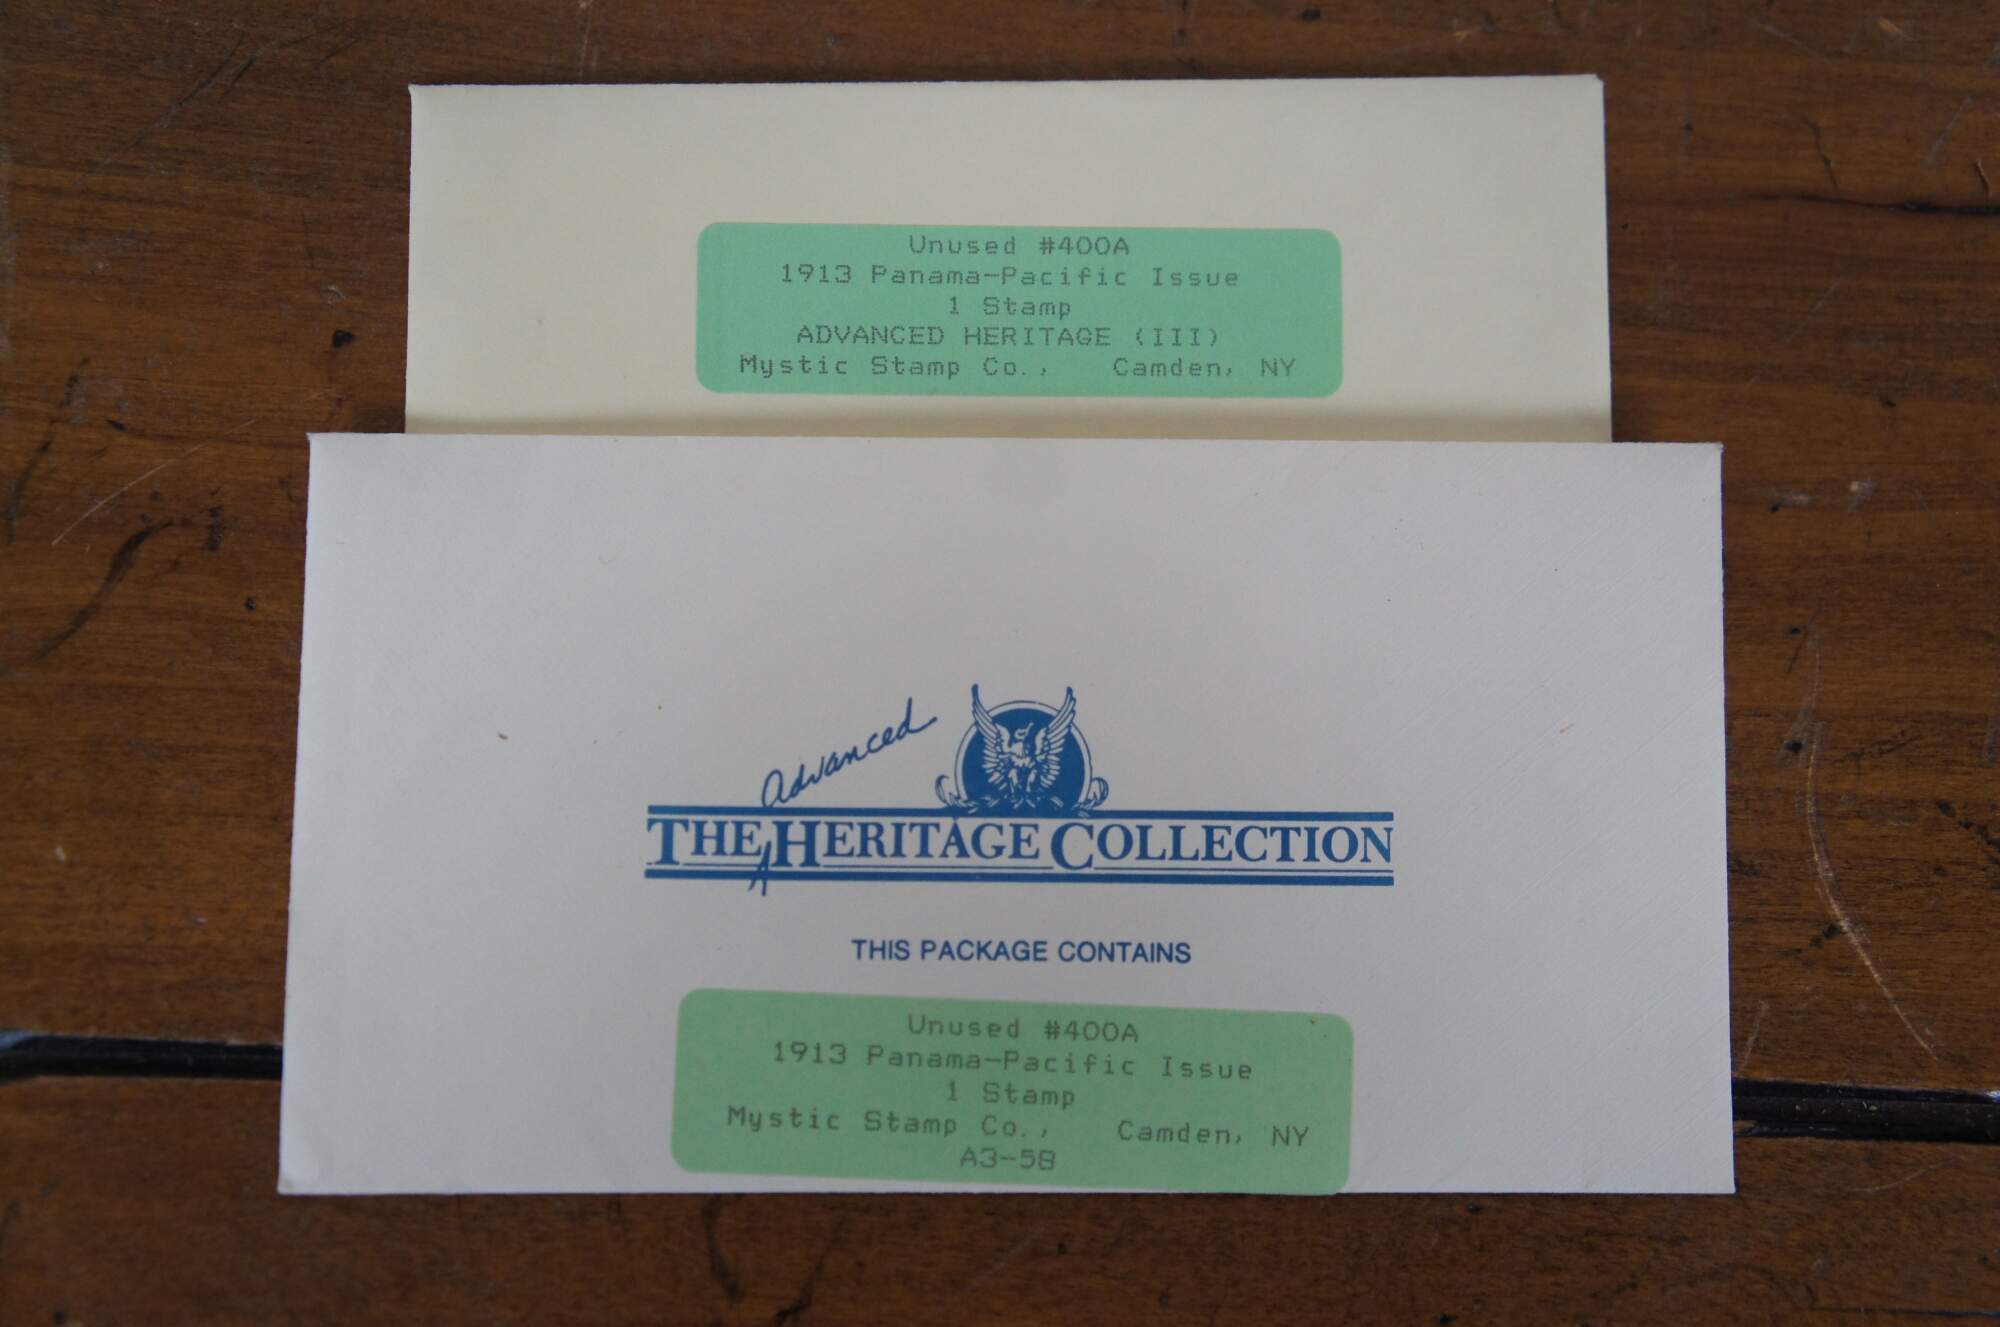 Unused #400A
1913 Panama-Pacific Issue
1 Stamp
ADVANCED HERITAGE (III)
Mystic Stamp Co., Camden, NY
Advanced
THE HERITAGE COLLECTION
THIS PACKAGE CONTAINS
Unused #400A
1913 Panama-Pacific Issue
1 Stamp
Mystic Stamp Co., Camden, NY
A3-58